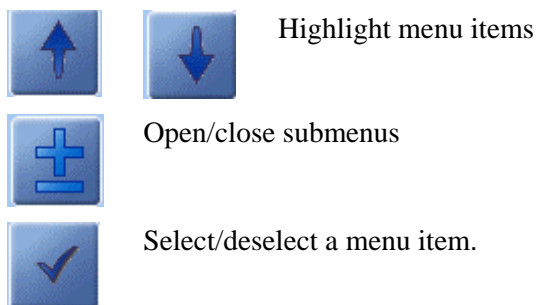 Highlight menu items
Open/close submenus
Select/deselect a menu item.